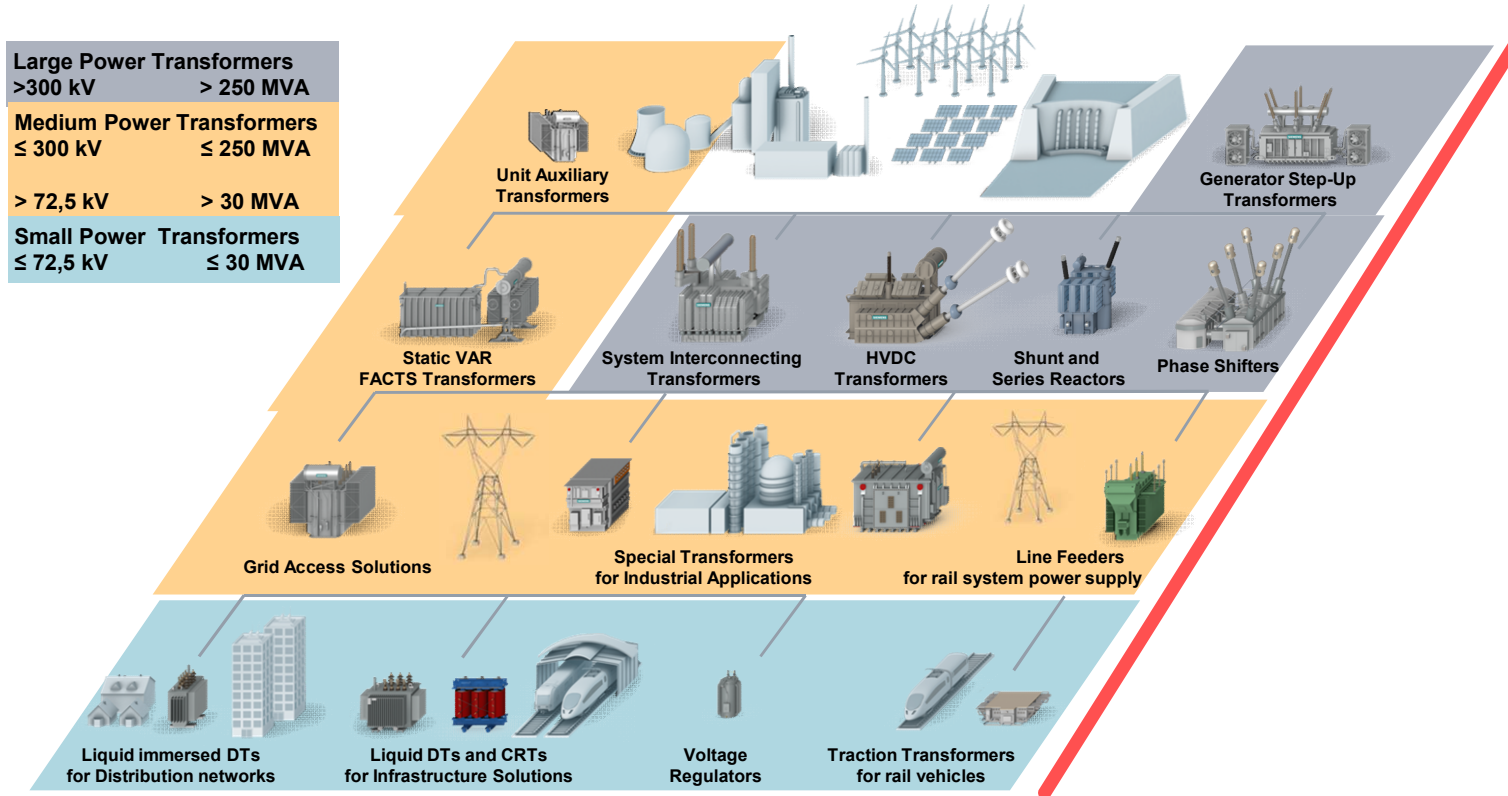 Large Power Transformers
>300 kV > 250 MVA
Medium Power Transformers
≤ 300 kV ≤ 250 MVA
> 72,5 kV > 30 MVA
Small Power Transformers
≤ 72,5 kV ≤ 30 MVA
Unit Auxiliary
Transformers
Generator Step-Up
Transformers
Static VAR
FACTS Transformers
System Interconnecting
Transformers
HVDC
Transformers
Shunt and
Series Reactors
Phase Shifters
Grid Access Solutions
Special Transformers
for Industrial Applications
Line Feeders
for rail system power supply
Liquid immersed DTs
for Distribution networks
Liquid DTs and CRTs
for Infrastructure Solutions
Voltage
Regulators
Traction Transformers
for rail vehicles